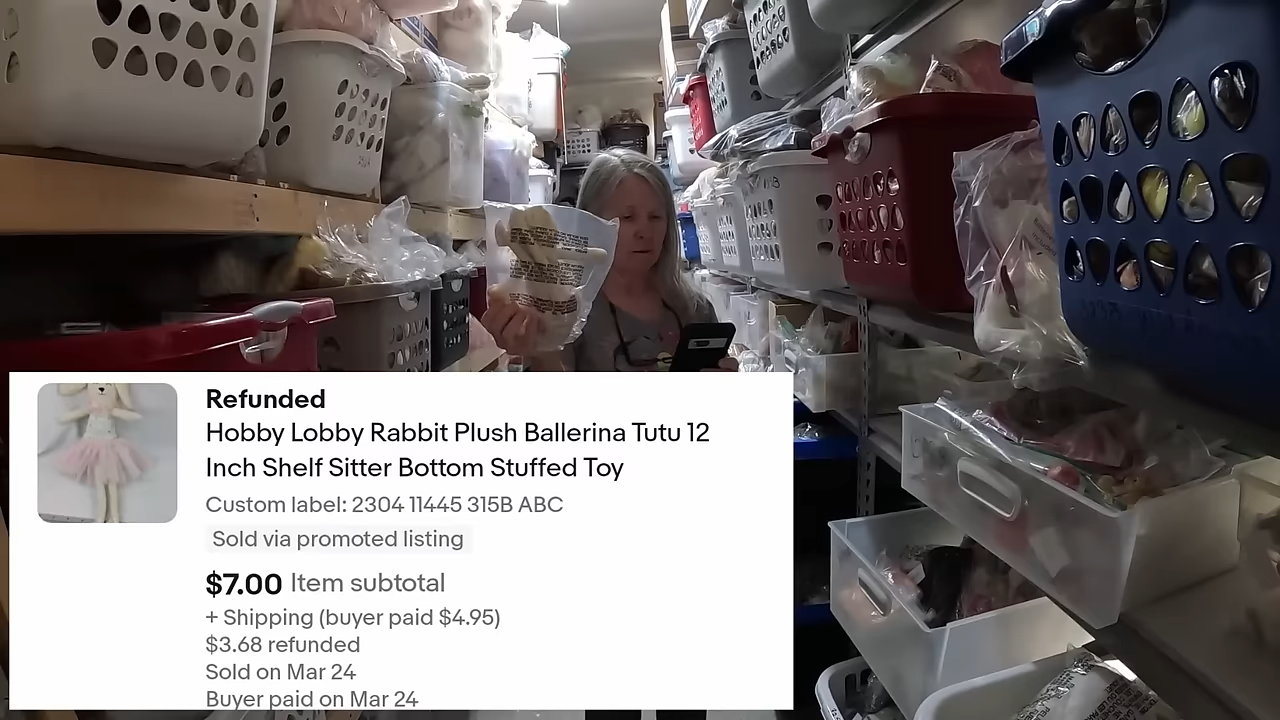 Refunded
Hobby Lobby Rabbit Plush Ballerina Tutu 12
Inch Shelf Sitter Bottom Stuffed Toy
Custom label: 2304 11445 315B ABC
Sold via promoted listing
$7.00 Item subtotal
+ Shipping (buyer paid $4.95)
$3.68 refunded
Sold on Mar 24
Buyer paid on Mar 24